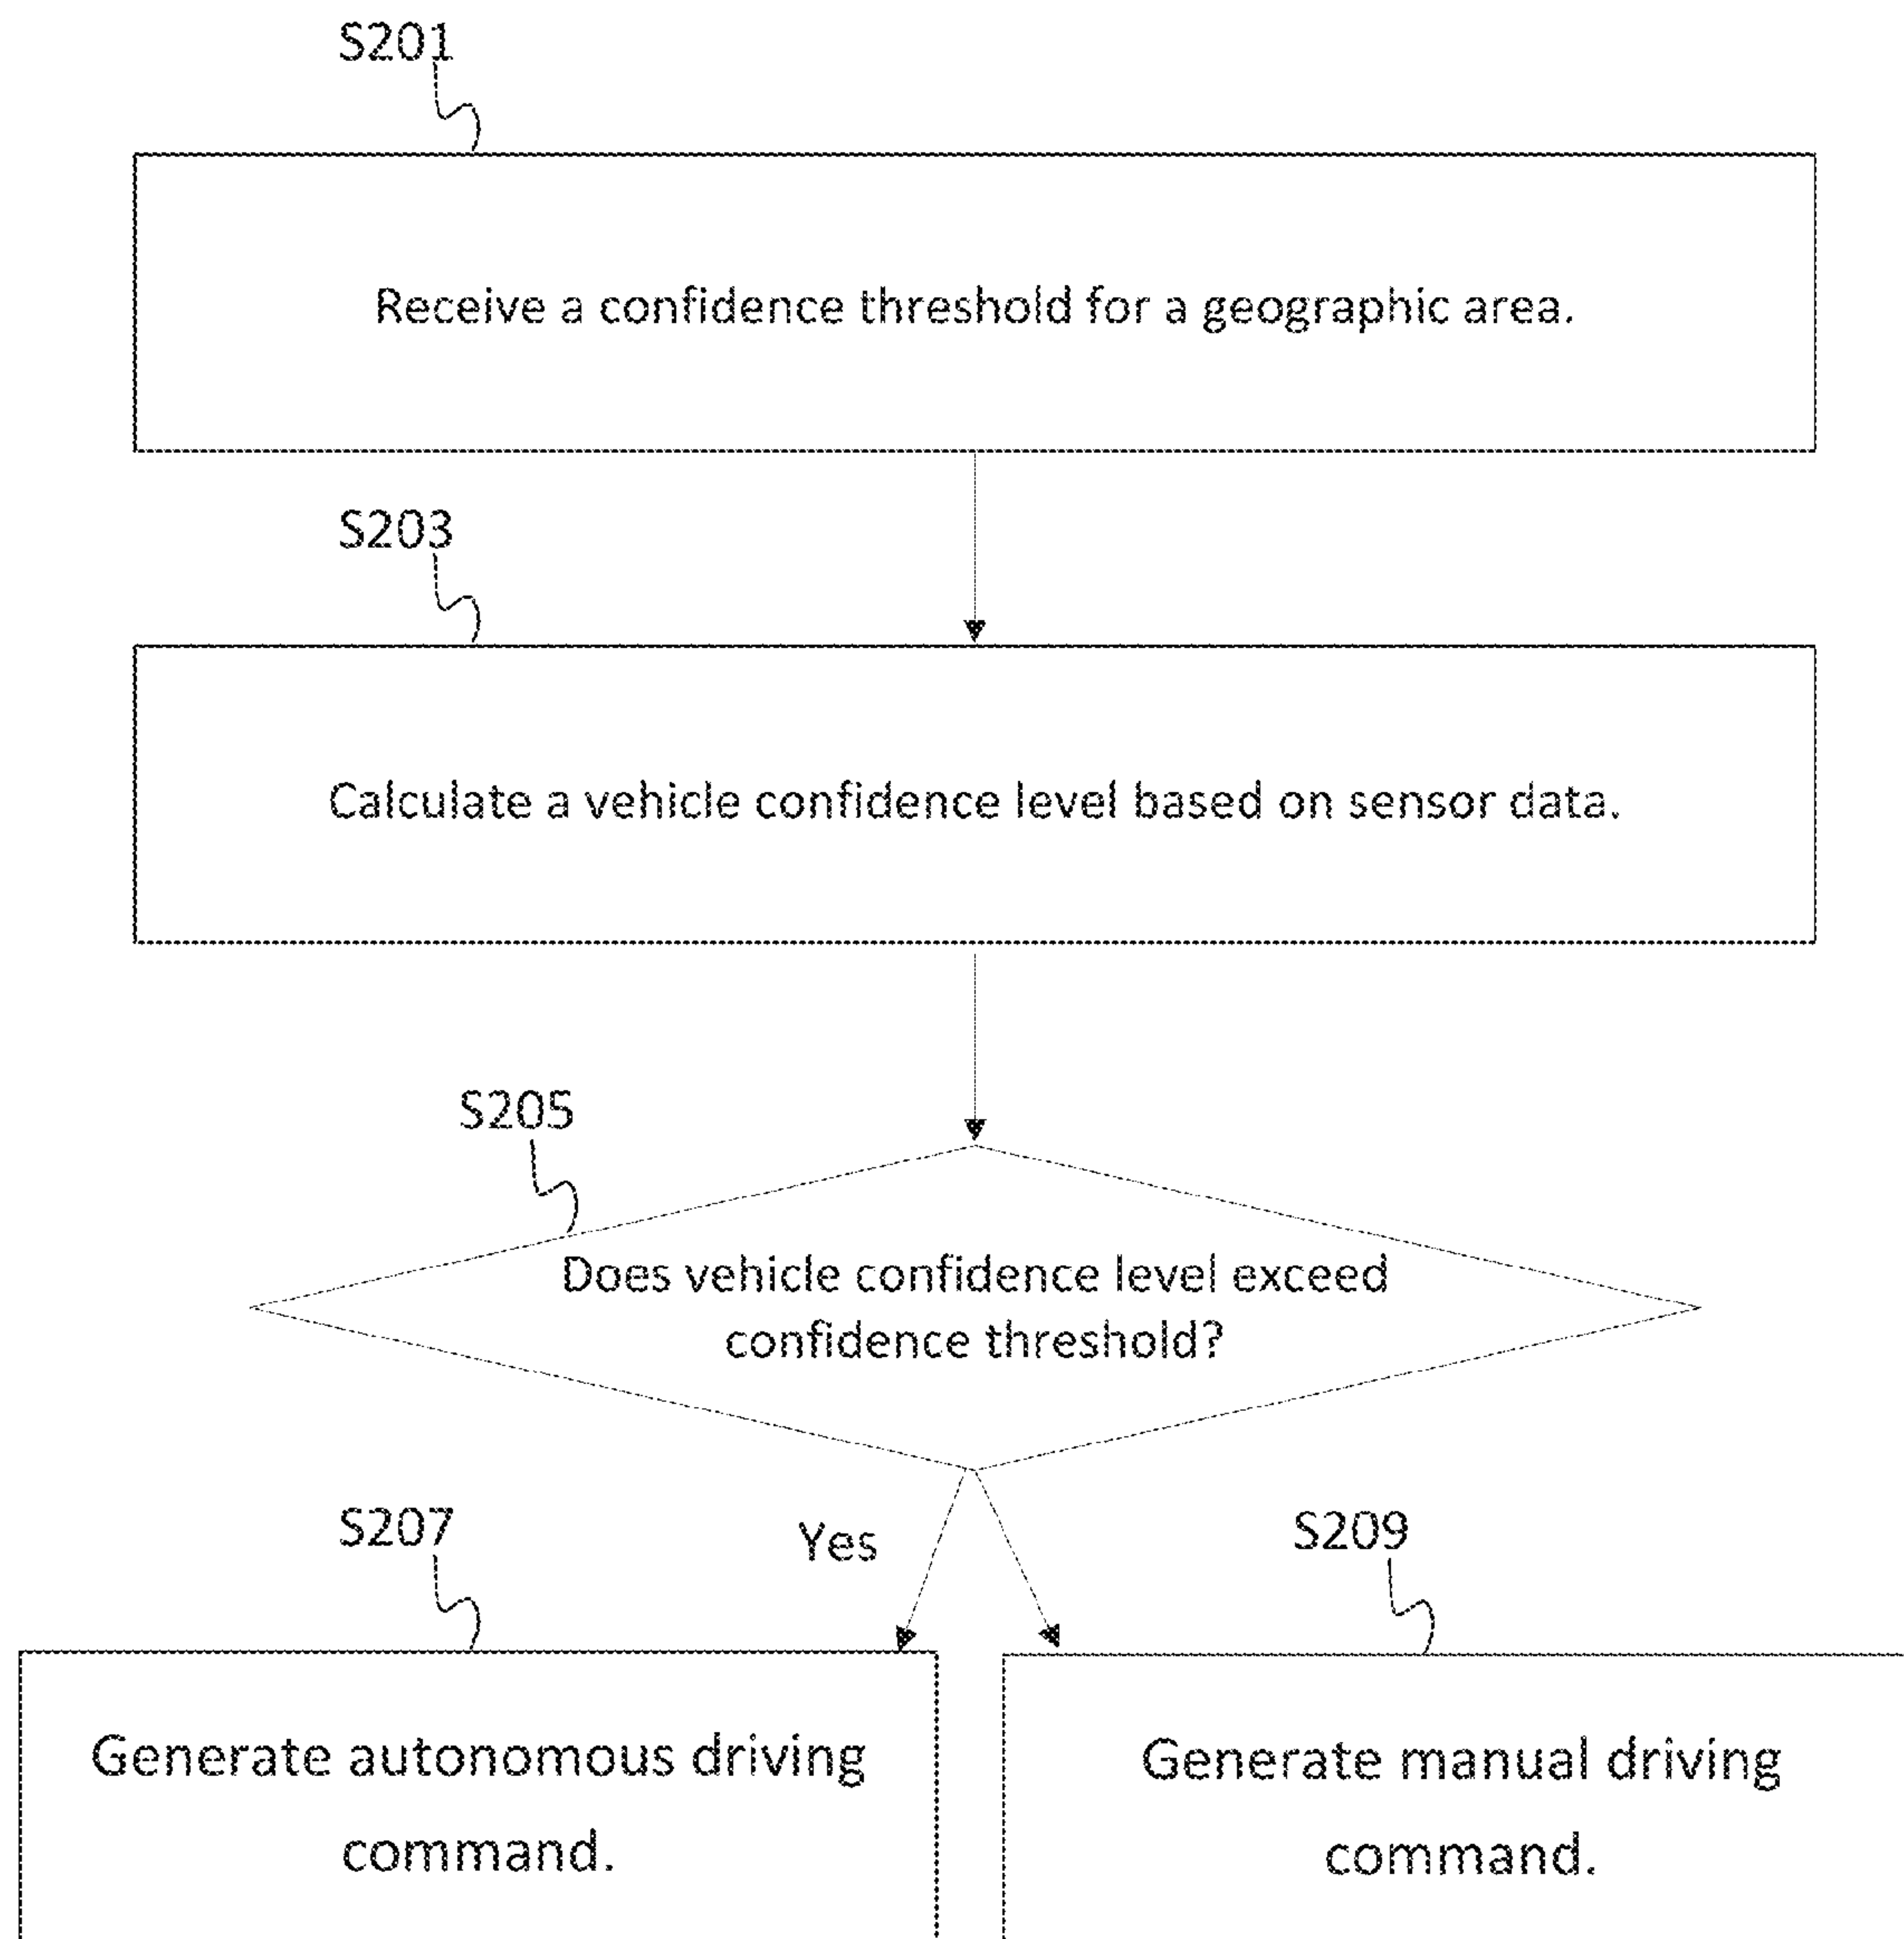 S201
Receive a confidence threshold for a geographic area.
S203
Calculate a vehicle confidence level based on sensor data.
S205
Does vehicle confidence level exceed
confidence threshold?
S207
Yes
S209
Generate autonomous driving
command.
Generate manual driving
command.